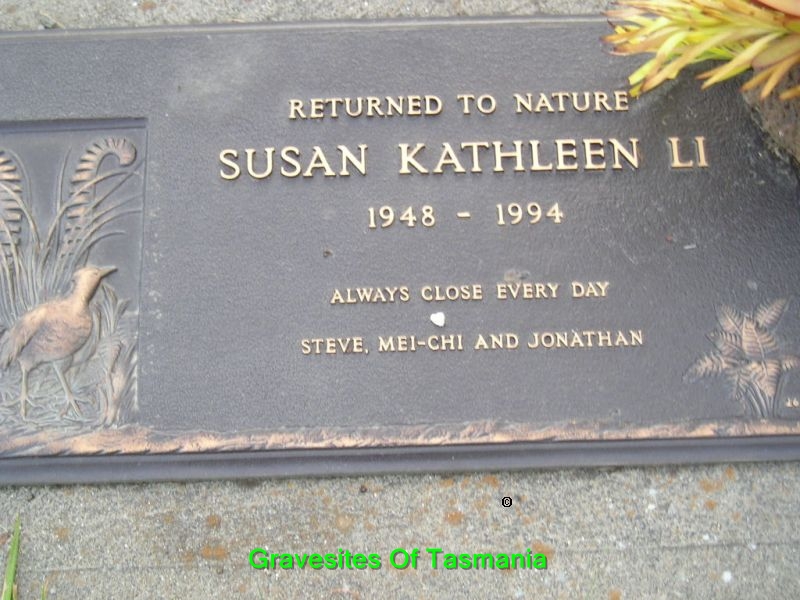 RETURNED TO NATURE
SUSAN KATHLEEN LI
1948 - 1994
ALWAYS CLOSE EVERY DAY
STEVE, MEI-CHI AND JONATHAN
©
Gravesites Of Tasmania